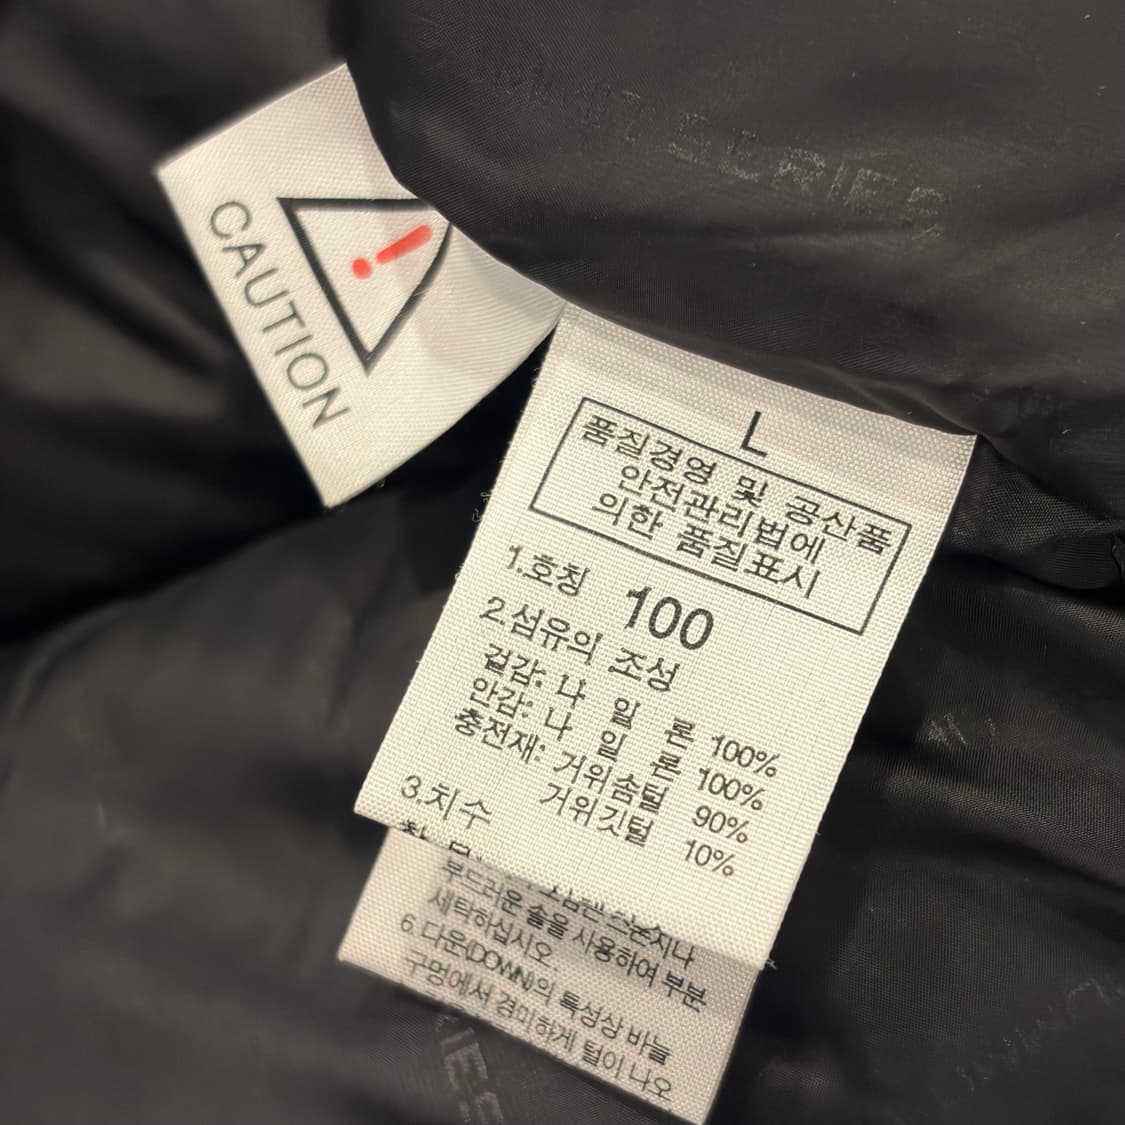 SERIES
CAUTION
L
품질경영 및 공산품
안전관리법에
의한 품질표시
1.호칭 100
2.섬유의 조성
겉감: 나 일 론 100%
안감: 나 일 론 100%
충전재: 거위솜털 90%
거위깃털 10%
3.치수
부드러운 솔을 사용하여 부분
세탁하십시오.
6.다운(DOWN)의 특성상 바늘
구멍에서 경미하게 털이 나오